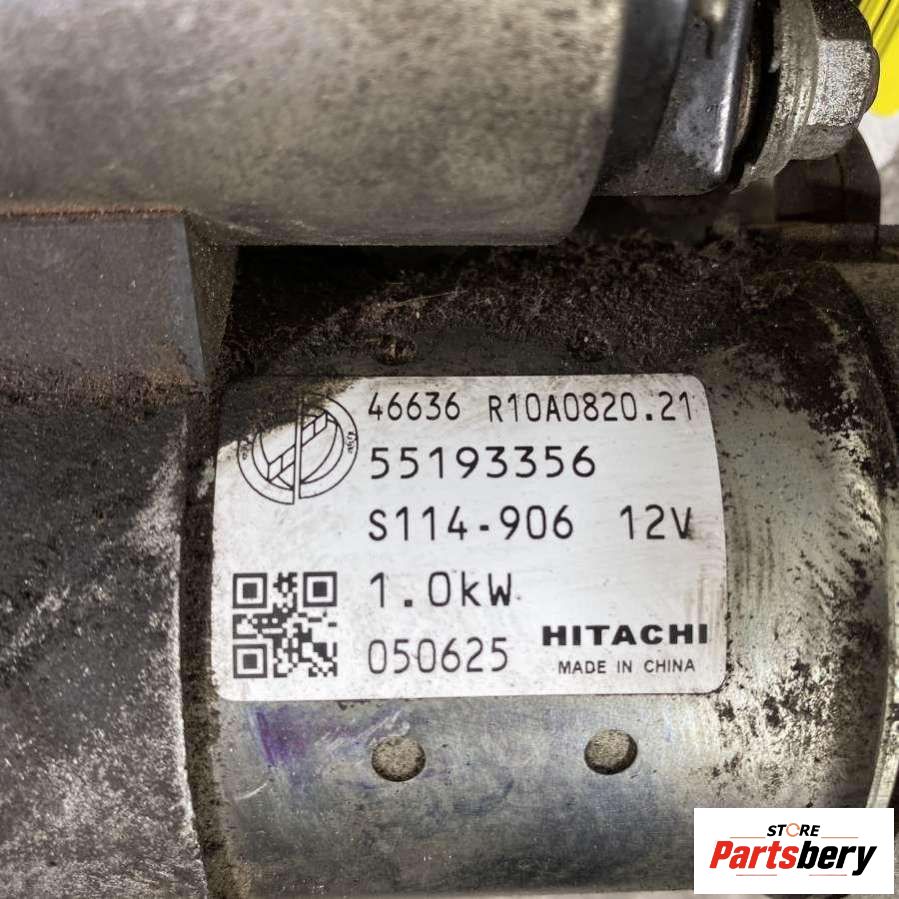 46636 R10A0820.21
55193356
S114-906 12V
1.0kW
050625 HITACHI
MADE IN CHINA
STORE
Partsbery